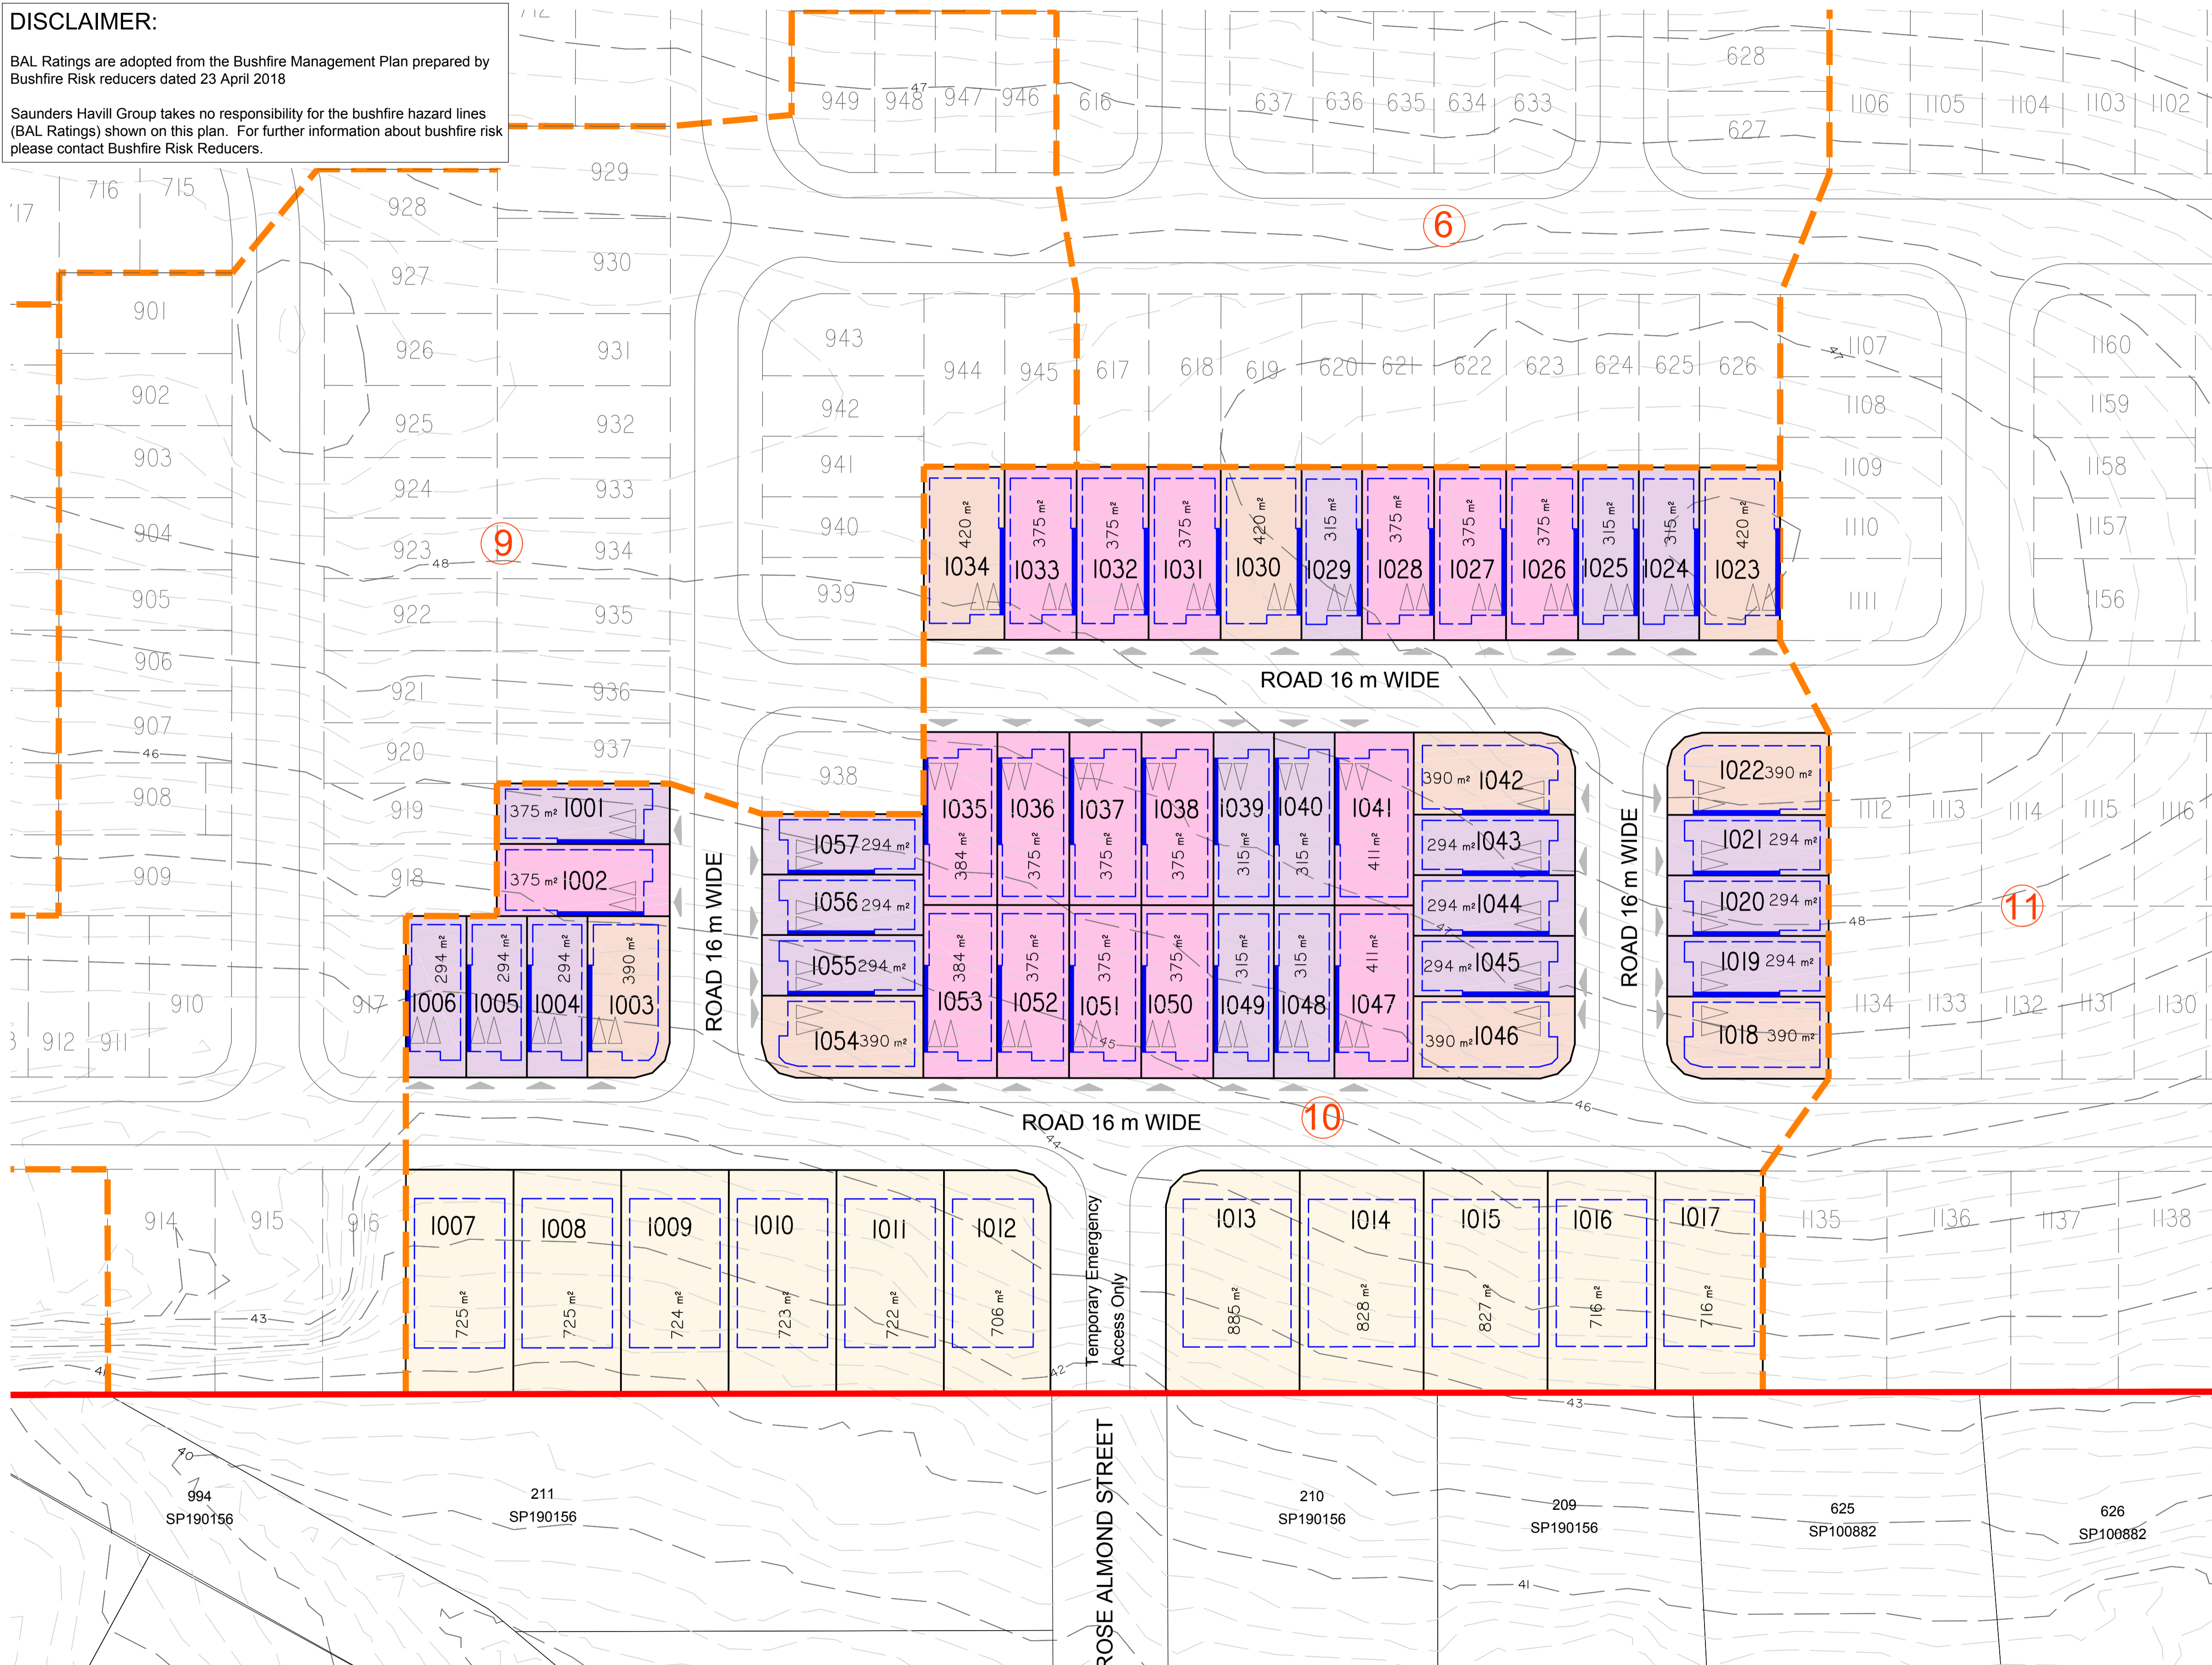 DISCLAIMER:
BAL Ratings are adopted from the Bushfire Management Plan prepared by
Bushfire Risk reducers dated 23 April 2018
Saunders Havill Group takes no responsibility for the bushfire hazard lines
(BAL Ratings) shown on this plan. For further information about bushfire risk
please contact Bushfire Risk Reducers.
712
628
949 948 47 947 946 616 637 636 635 634 633
1106 1105 1104 1103 1102
627
929
716 715
928
6
927 930
901
943
931
926
944 945 617 618 619 620 621 622 623 624 625 626
1107
1160
902
942
1108 1159
925 932
903
941
1109 1158
924 933
904
940
1110 1157
9
923 48 934
420 m² 375 m² 375 m² 375 m² 420 m² 315 m² 375 m² 375 m² 375 m² 315 m² 315 m² 420 m²
1034 1033 1032 1031 1030 1029 1028 1027 1026 1025 1024 1023
905
939
1111 1156
922 935
906
921 936
ROAD 16 m WIDE
907
46
920 937
938
908
919
375 m² 1001
1035 1036 1037 1038 1039 1040 1041
384 m² 375 m² 375 m² 375 m² 315 m² 315 m² 411 m²
390 m² 1042
1022 390 m²
1112 1113 1114 1115 1116
1057 294 m²
294 m² 1043
1021 294 m²
909
918
375 m² 1002
1056 294 m²
294 m² 1044
1020 294 m²
48
11
ROAD 16 m WIDE
ROAD 16 m WIDE
47
294 m² 294 m² 294 m² 390 m²
1006 1005 1004 1003
1055 294 m²
384 m² 375 m² 375 m² 375 m² 315 m² 315 m² 411 m²
1053 1052 1051 1050 1049 1048 1047
294 m² 1045
1019 294 m²
910
917
1134 1133 1132 1131 1130
912 911
1054 390 m²
45
390 m² 1046
1018 390 m²
46
ROAD 16 m WIDE
10
44
914 915 916
1007 1008 1009 1010 1011 1012
1013 1014 1015 1016 1017
1135 1136 1137 1138
725 m² 725 m² 724 m² 723 m² 722 m² 706 m²
885 m² 828 m² 827 m² 716 m² 716 m²
Temporary Emergency
Access Only
43
41
42
43
40
994
SP190156
211
SP190156
ROSE ALMOND STREET
210
SP190156
209
SP190156
625
SP100882
626
SP100882
41